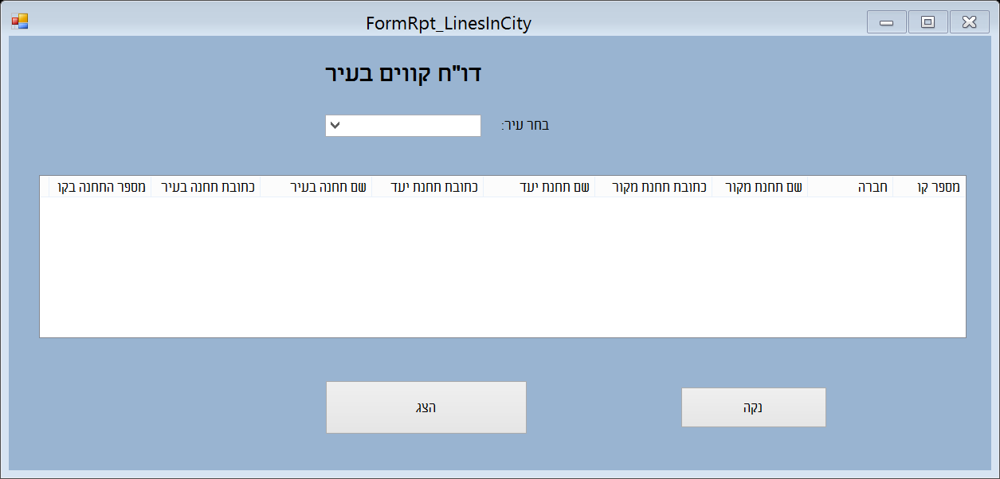 FormRpt_LinesInCity
דו"ח קווים בעיר
בחר עיר:
מספר קו חברה שם תחנת מקור כתובת תחנת מקור שם תחנת יעד כתובת תחנת יעד שם תחנה בעיר כתובת תחנה בעיר מספר התחנה בקו
נקה הצג